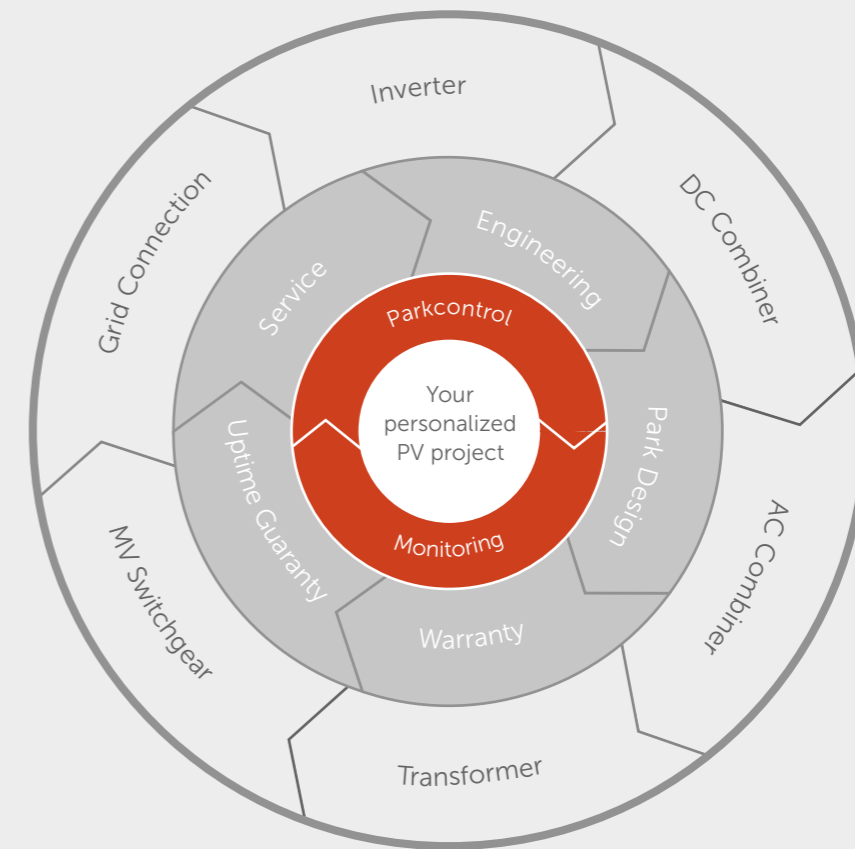 Inverter
DC Combiner
AC Combiner
Transformer
MV Switchgear
Grid Connection
Engineering
Park Design
Warranty
Uptime Guaranty
Service
Parkcontrol
Monitoring
Your
personalized
PV project